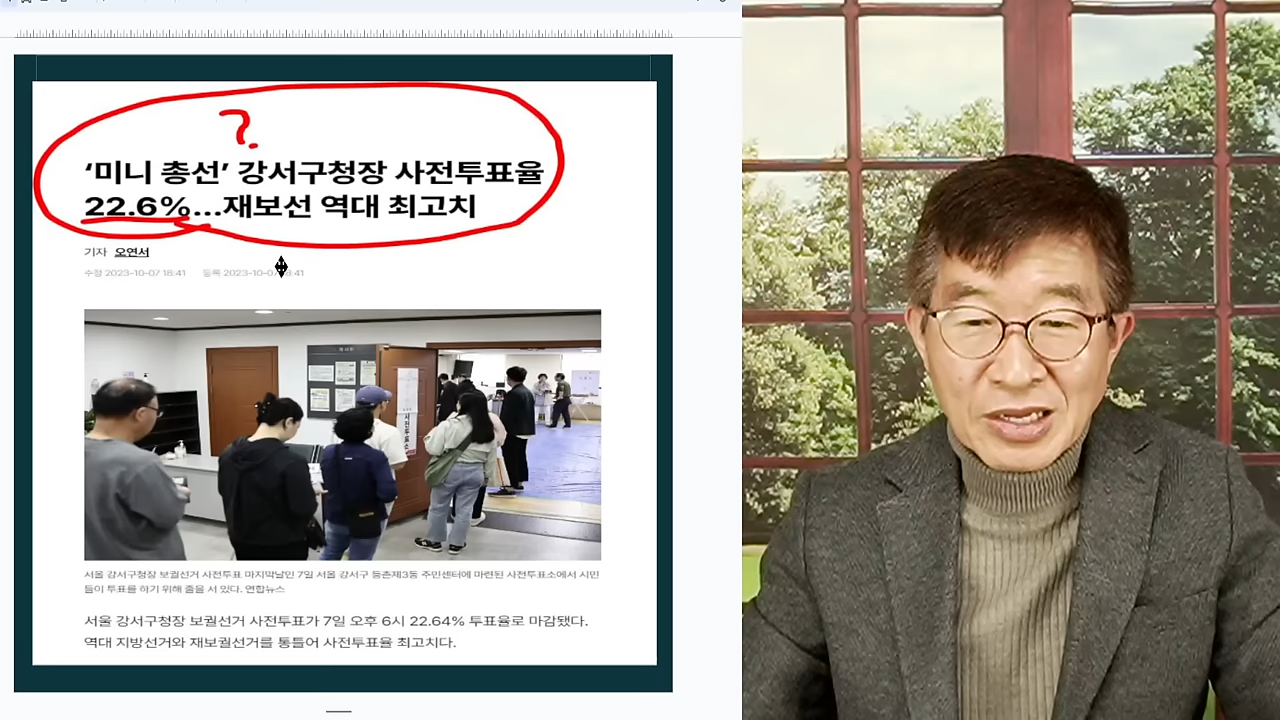 ?
‘미니 총선’ 강서구청장 사전투표율
22.6%...재보선 역대 최고치
기자 오연서
수정 2023-10-07 18:41 등록 2023-10-07 41
사전투표소
서울 강서구청장 보궐선거 사전투표 마지막날인 7일 서울 강서구 등촌제3동 주민센터에 마련된 사전투표소에서 시민
들이 투표를 하기 위해 줄을 서 있다. 연합뉴스
서울 강서구청장 보궐선거 사전투표가 7일 오후 6시 22.64% 투표율로 마감됐다.
역대 지방선거와 재보궐선거를 통틀어 사전투표율 최고치다.